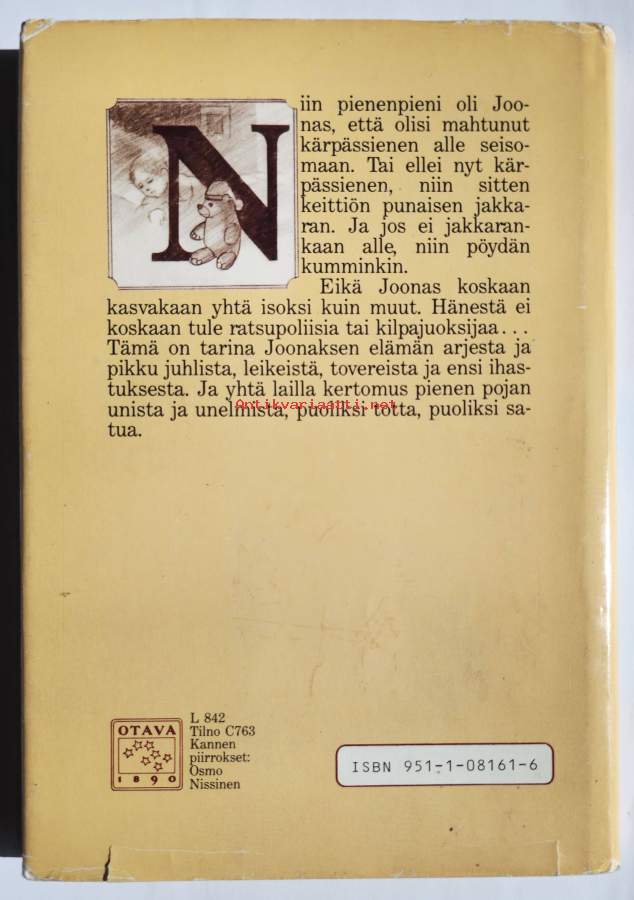 N
iin pienenpieni oli Joo-
nas, että olisi mahtunut
kärpässienen alle seiso-
maan. Tai ellei nyt kär-
pässienen, niin sitten
keittiön punaisen jakka-
ran. Ja jos ei jakkaran-
kaan alle, niin pöydän
kumminkin.
Eikä Joonas koskaan
kasvakaan yhtä isoksi kuin muut. Hänestä ei
koskaan tule ratsupoliisia tai kilpajuoksijaa...
Tämä on tarina Joonaksen elämän arjesta ja
pikku juhlista, leikeistä, tovereista ja ensi ihas-
tuksesta. Ja yhtä lailla kertomus pienen pojan
unista ja unelmista, puoliksi totta, puoliksi sa-
tua.
Antikvariaatti.net
OTAVA
1890
L 842
Tilno C763
Kannen
piirrokset:
Osmo
Nissinen
ISBN 951-1-08161-6